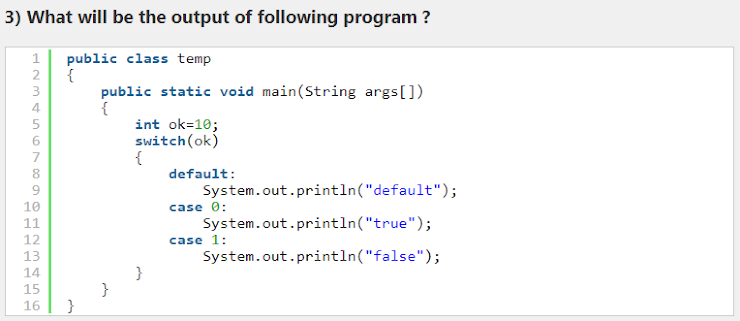 3) What will be the output of following program ?
1 public class temp
2 {
3     public static void main(String args[])
4     {
5         int ok=10;
6         switch(ok)
7         {
8             default:
9                 System.out.println("default");
10             case 0:
11                 System.out.println("true");
12             case 1:
13                 System.out.println("false");
14         }
15     }
16 }